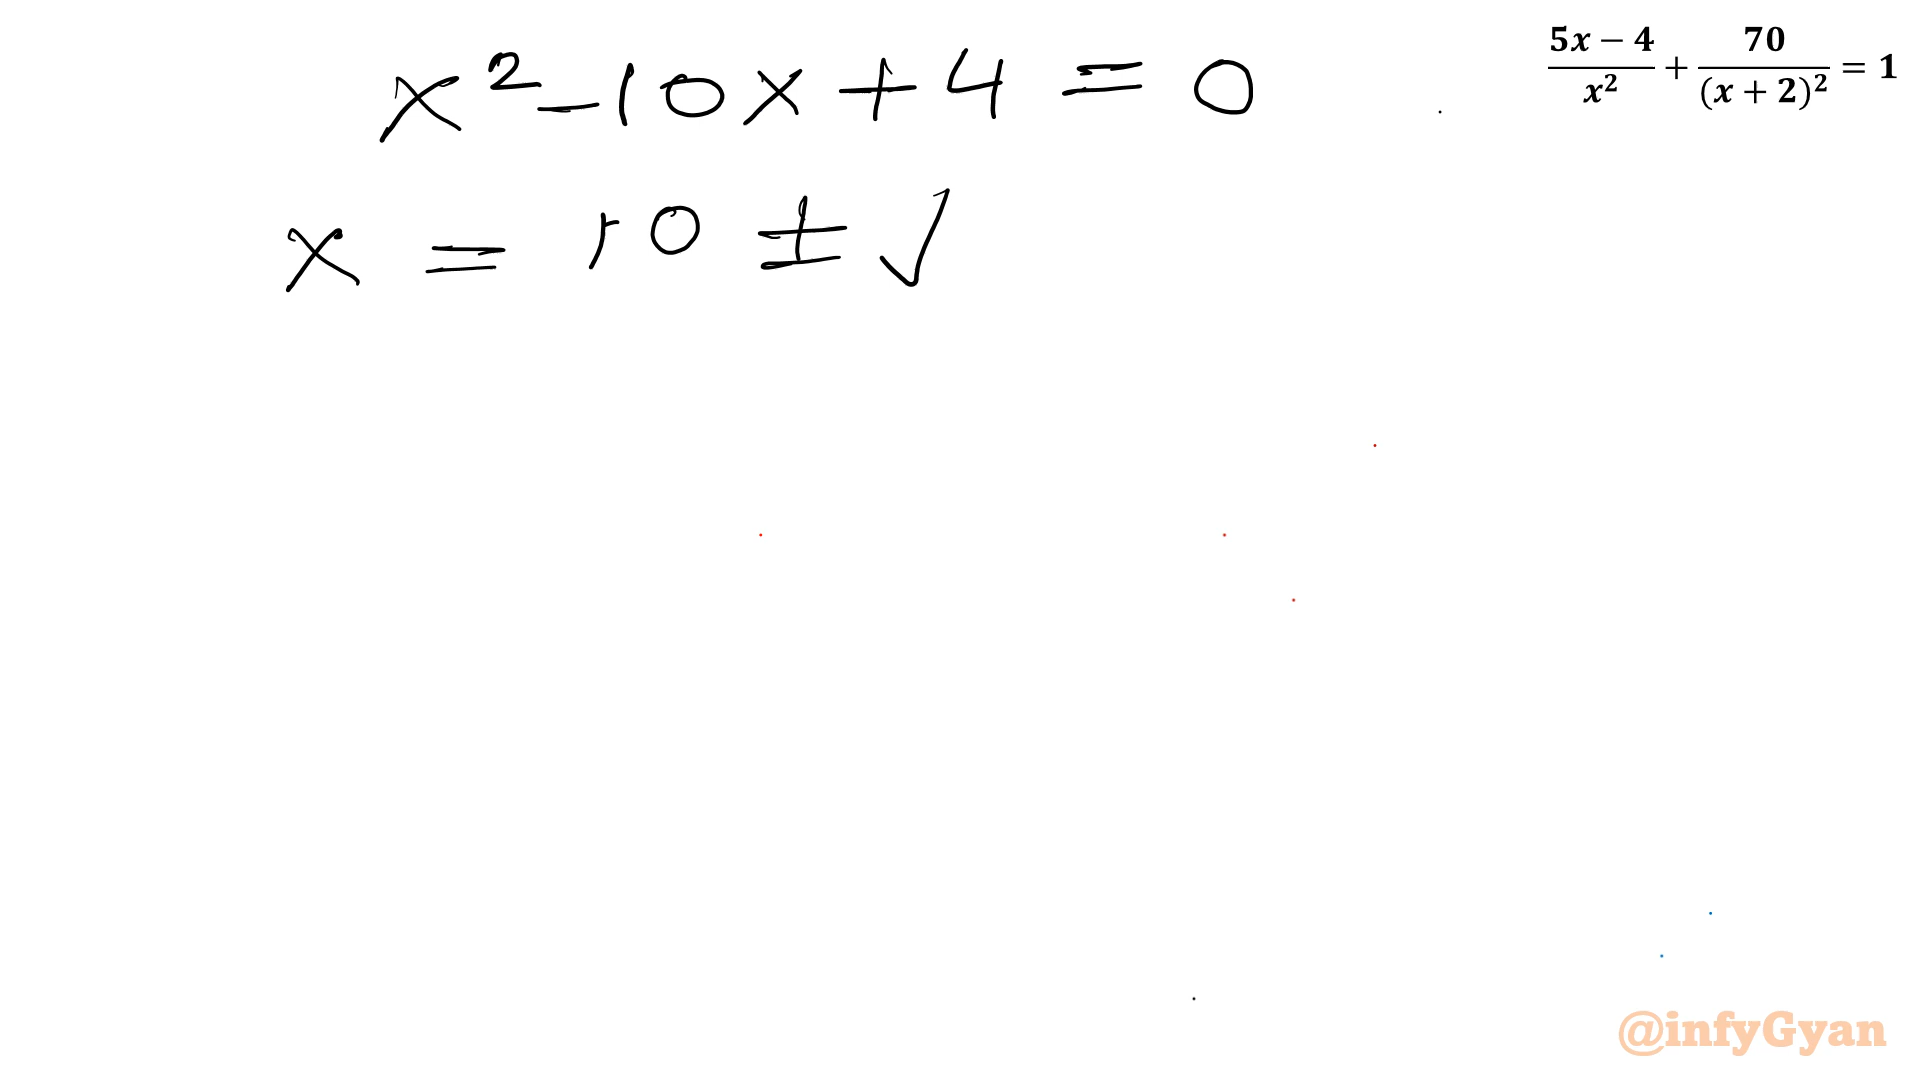 x² - 10x + 4 = 0
(5x − 4)/x² + 70/(x + 2)² = 1
x = 10 ± √
@infyGyan